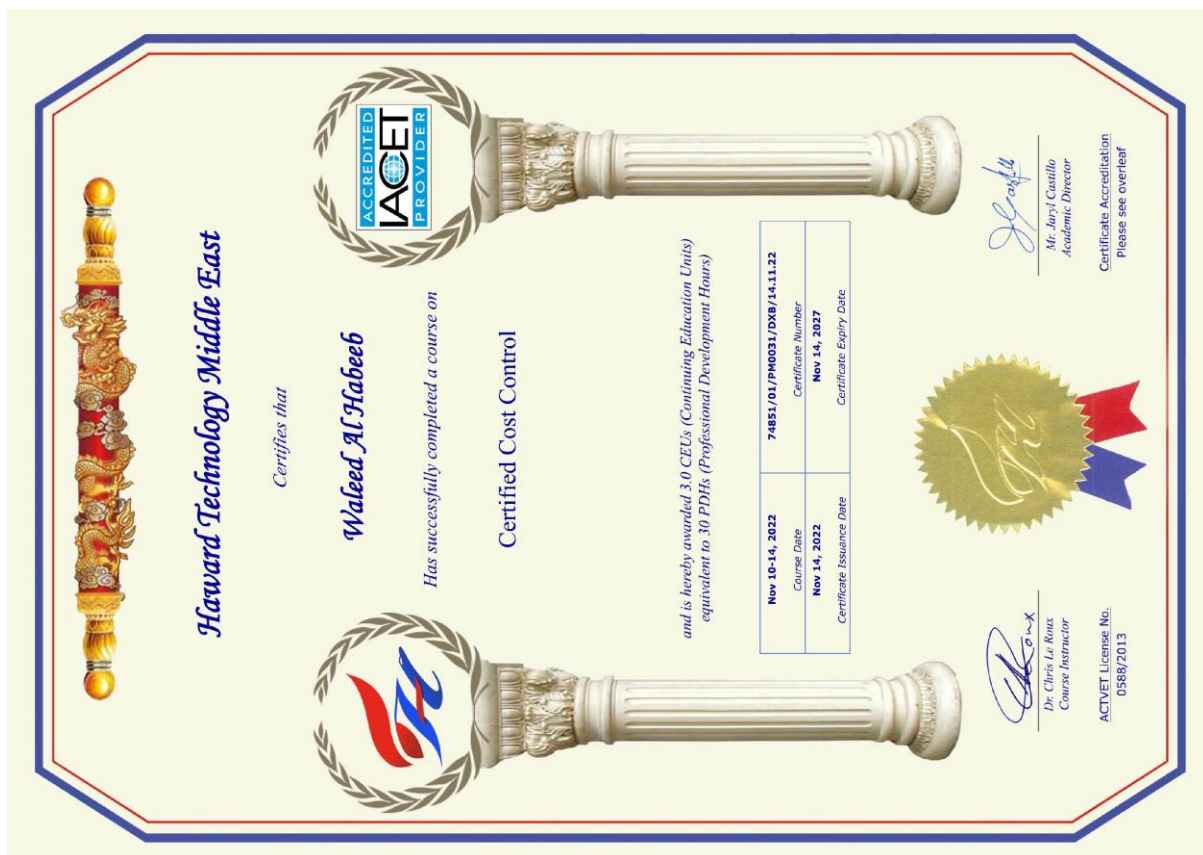 Haward Technology Middle East
Certifies that
Waleed Al Habeeb
Has successfully completed a course on
Certified Cost Control
ACCREDITED
IACET
PROVIDER
and is hereby awarded 3.0 CEUs (Continuing Education Units)
equivalent to 30 PDHs (Professional Development Hours)
Nov 10-14, 2022 74851/01/PM0031/DXB/14.11.22
Course Date Certificate Number
Nov 14, 2022 Nov 14, 2027
Certificate Issuance Date Certificate Expiry Date
Dr. Chris Le Roux
Course Instructor
ACTVET License No.
0588/2013
Mr. Jaryl Castillo
Academic Director
Certificate Accreditation
Please see overleaf